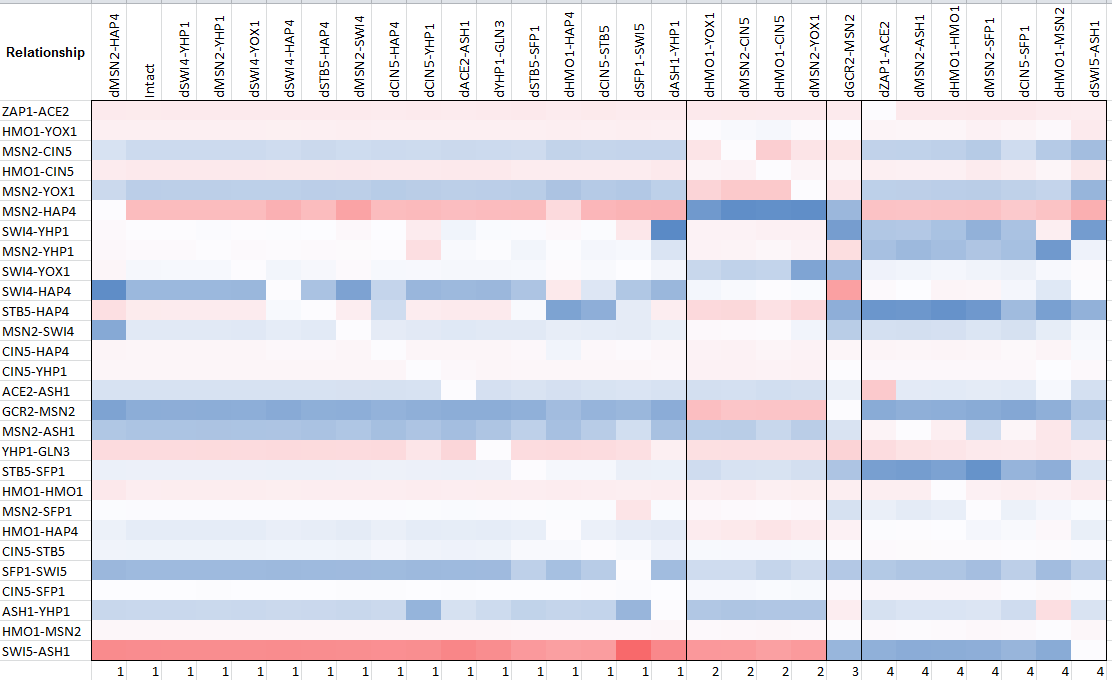 Relationship
dMSN2-HAP4
Intact
dSWI4-YHP1
dMSN2-YHP1
dSWI4-YOX1
dSWI4-HAP4
dSTB5-HAP4
dMSN2-SWI4
dCIN5-HAP4
dCIN5-YHP1
dACE2-ASH1
dYHP1-GLN3
dSTB5-SFP1
dHMO1-HAP4
dCIN5-STB5
dSFP1-SWI5
dASH1-YHP1
dHMO1-YOX1
dMSN2-CIN5
dHMO1-CIN5
dMSN2-YOX1
dGCR2-MSN2
dZAP1-ACE2
dMSN2-ASH1
dHMO1-HMO1
dMSN2-SFP1
dCIN5-SFP1
dHMO1-MSN2
dSWI5-ASH1
ZAP1-ACE2
HMO1-YOX1
MSN2-CIN5
HMO1-CIN5
MSN2-YOX1
MSN2-HAP4
SWI4-YHP1
MSN2-YHP1
SWI4-YOX1
SWI4-HAP4
STB5-HAP4
MSN2-SWI4
CIN5-HAP4
CIN5-YHP1
ACE2-ASH1
GCR2-MSN2
MSN2-ASH1
YHP1-GLN3
STB5-SFP1
HMO1-HMO1
MSN2-SFP1
HMO1-HAP4
CIN5-STB5
SFP1-SWI5
CIN5-SFP1
ASH1-YHP1
HMO1-MSN2
SWI5-ASH1
1 1 1 1 1 1 1 1 1 1 1 1 1 1 1 1 1 2 2 2 2 3 4 4 4 4 4 4 4